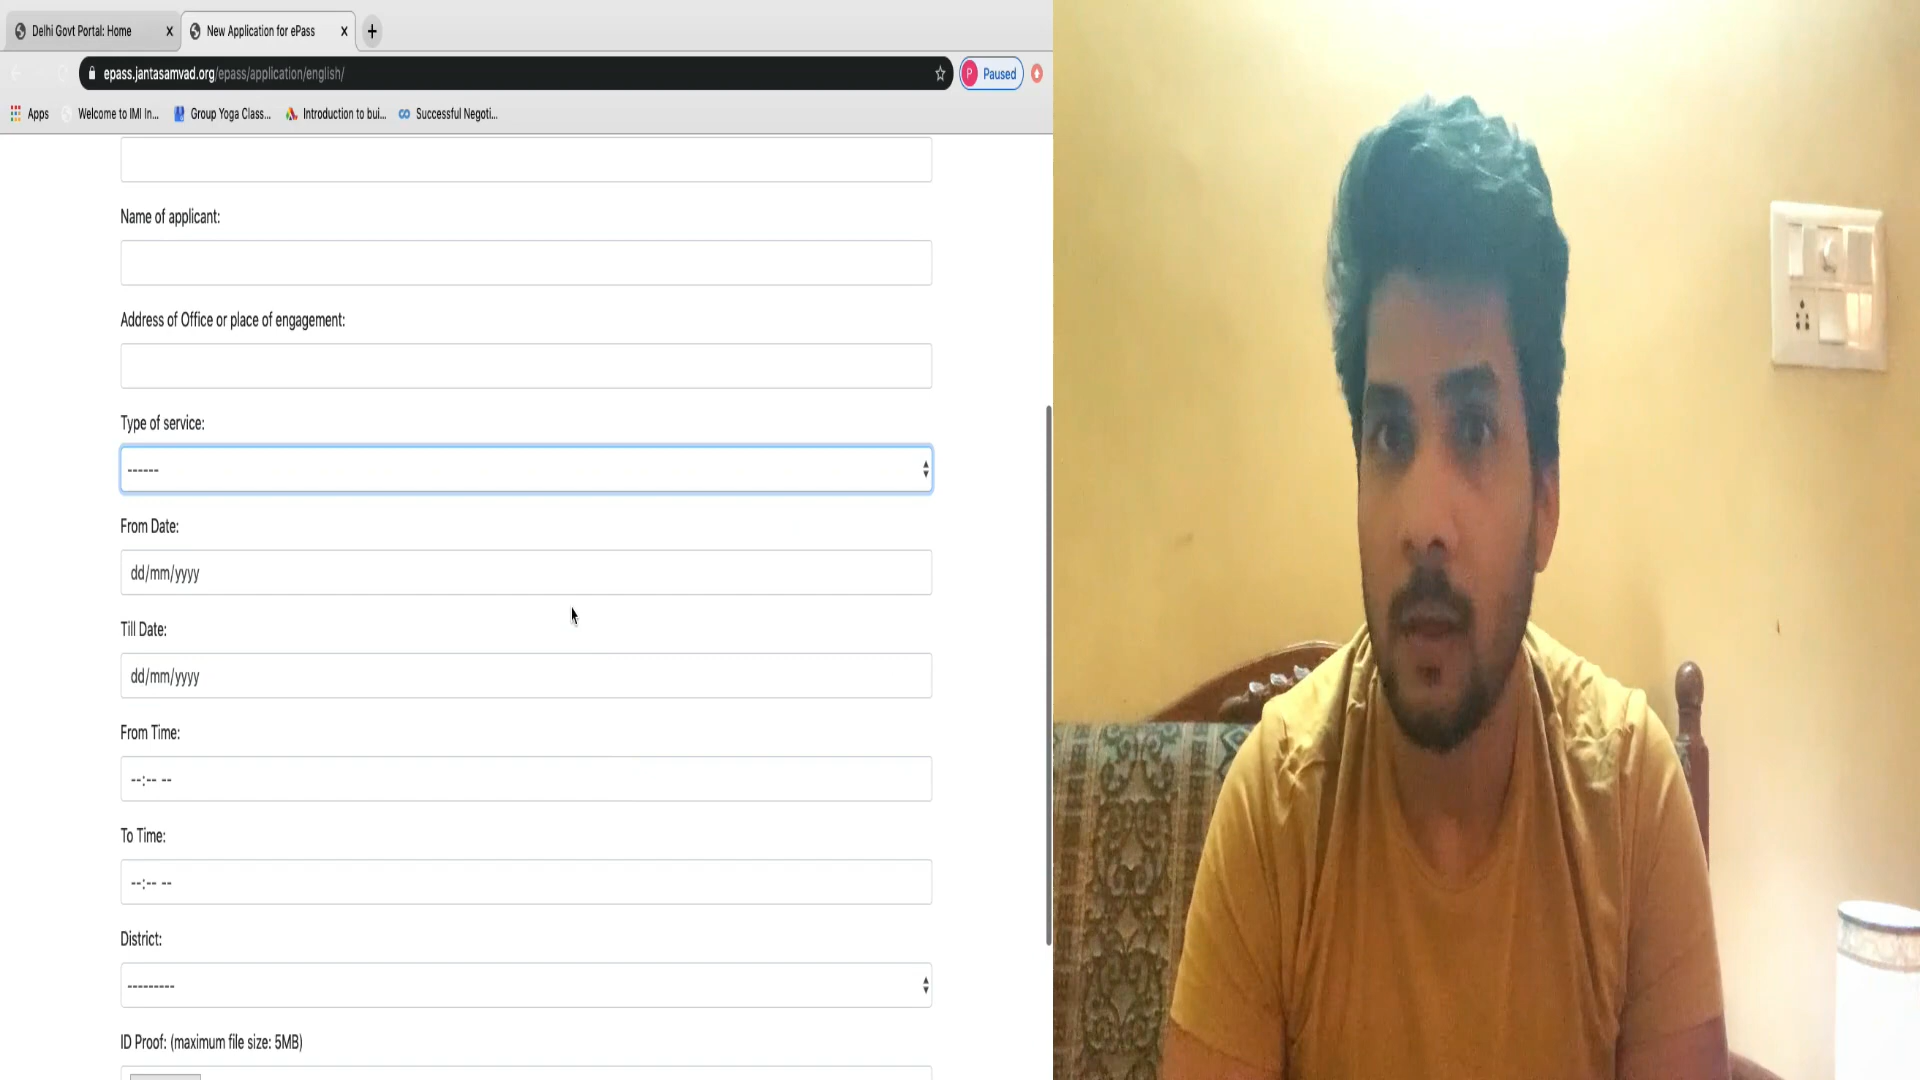 Delhi Govt Portal: Home x
New Application for ePass x +
epass.jantasamvad.org/epass/application/english/
P Paused
Apps Welcome to IMI In... Group Yoga Class... Introduction to bui... Successful Negoti...
Name of applicant:
Address of Office or place of engagement:
Type of service:
------
From Date:
dd/mm/yyyy
Till Date:
dd/mm/yyyy
From Time:
--:-- --
To Time:
--:-- --
District:
---------
ID Proof: (maximum file size: 5MB)